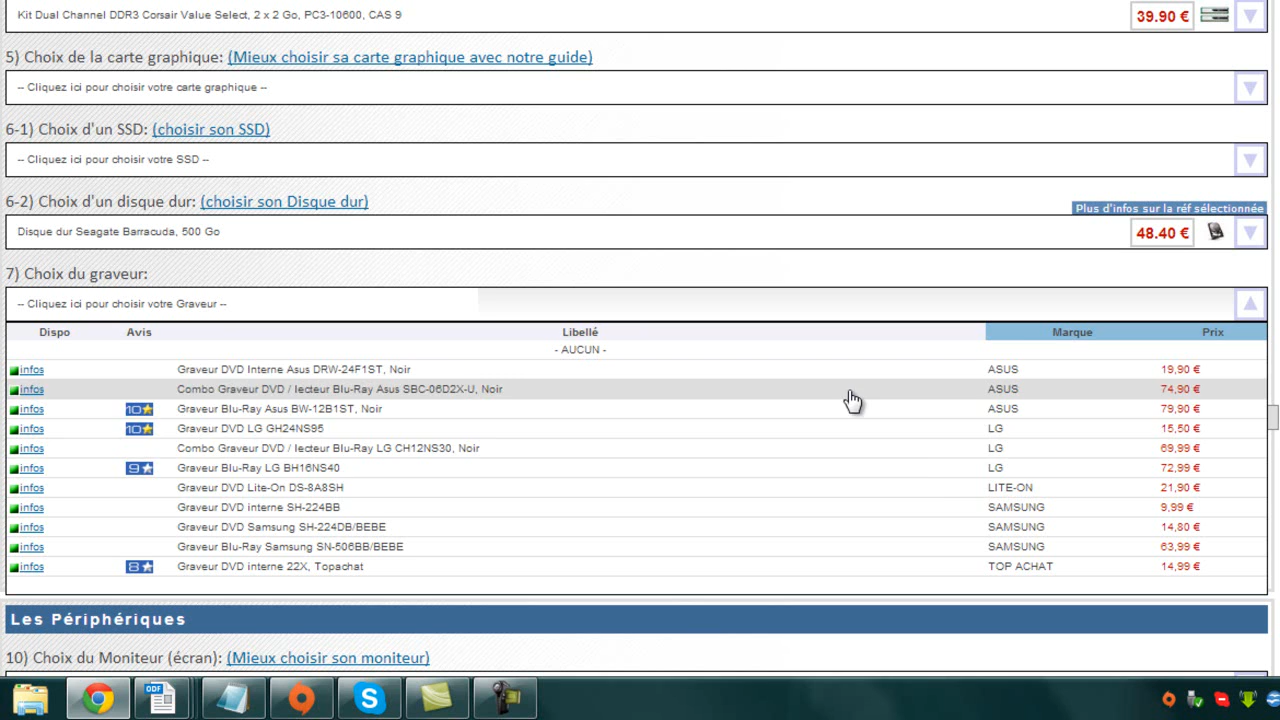 Kit Dual Channel DDR3 Corsair Value Select, 2 x 2 Go, PC3-10600, CAS 9 39.90 €
5) Choix de la carte graphique: (Mieux choisir sa carte graphique avec notre guide)
-- Cliquez ici pour choisir votre carte graphique --
6-1) Choix d'un SSD: (choisir son SSD)
-- Cliquez ici pour choisir votre SSD --
6-2) Choix d'un disque dur: (choisir son Disque dur)
Plus d'infos sur la réf sélectionnée
Disque dur Seagate Barracuda, 500 Go 48.40 €
7) Choix du graveur:
-- Cliquez ici pour choisir votre Graveur --
Dispo Avis Libellé Marque Prix
- AUCUN -
infos Graveur DVD Interne Asus DRW-24F1ST, Noir ASUS 19,90 €
infos Combo Graveur DVD / lecteur Blu-Ray Asus SBC-06D2X-U, Noir ASUS 74,90 €
infos 10 Graveur Blu-Ray Asus BW-12B1ST, Noir ASUS 79,90 €
infos 10 Graveur DVD LG GH24NS95 LG 15,50 €
infos Combo Graveur DVD / lecteur Blu-Ray LG CH12NS30, Noir LG 69,99 €
infos 9 Graveur Blu-Ray LG BH16NS40 LG 72,99 €
infos Graveur DVD Lite-On DS-8A8SH LITE-ON 21,90 €
infos Graveur DVD interne SH-224BB SAMSUNG 9,99 €
infos Graveur DVD Samsung SH-224DB/BEBE SAMSUNG 14,80 €
infos Graveur Blu-Ray Samsung SN-506BB/BEBE SAMSUNG 63,99 €
infos 8 Graveur DVD interne 22X, Topachat TOP ACHAT 14,99 €
Les Périphériques
10) Choix du Moniteur (écran): (Mieux choisir son moniteur)
ODF